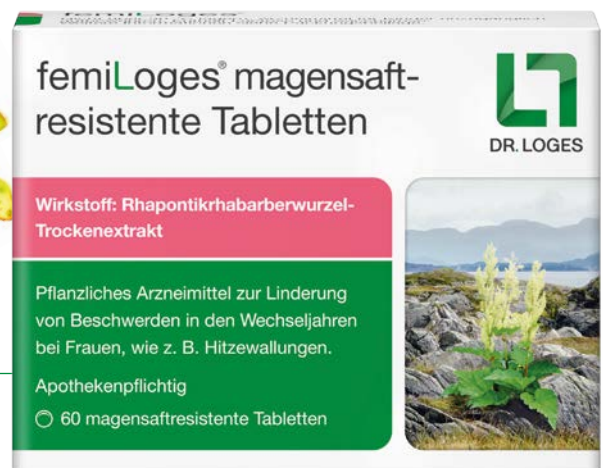 femiLoges® magensaft-
resistente Tabletten
DR. LOGES
Wirkstoff: Rhapontikrhabarberwurzel-
Trockenextrakt
Pflanzliches Arzneimittel zur Linderung
von Beschwerden in den Wechseljahren
bei Frauen, wie z. B. Hitzewallungen.
Apothekenpflichtig
60 magensaftresistente Tabletten